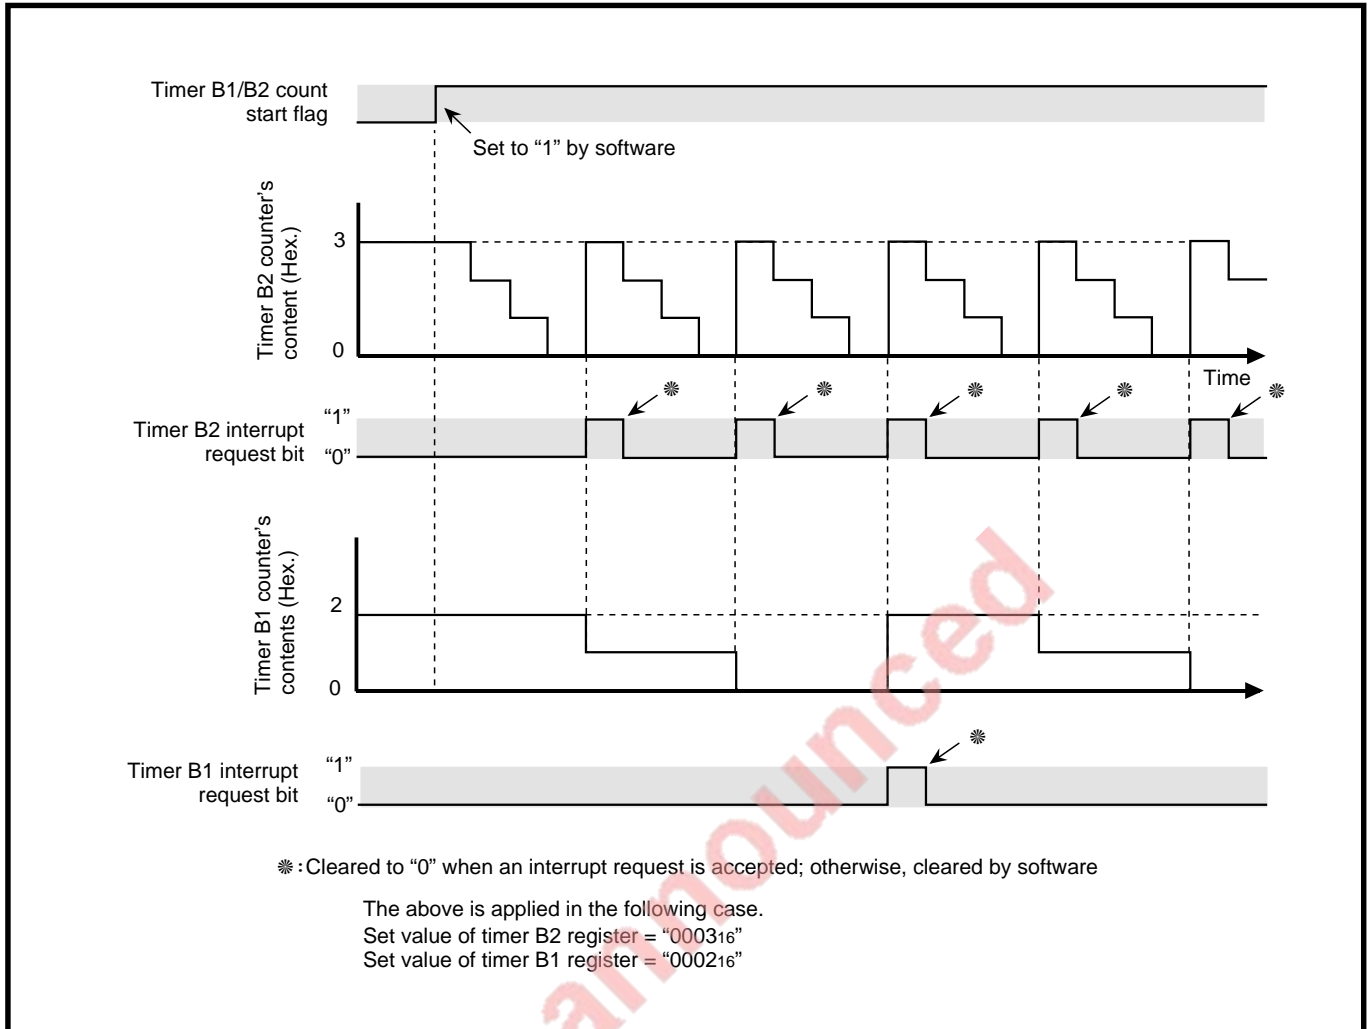 Timer B1/B2 count
start flag
Set to “1” by software
Timer B2 counter's
content (Hex.)
3
0
Time
Timer B2 interrupt
request bit
“1”
“0”
Timer B1 counter's
contents (Hex.)
2
0
Timer B1 interrupt
request bit
“1”
“0”
❋ : Cleared to “0” when an interrupt request is accepted; otherwise, cleared by software
The above is applied in the following case.
Set value of timer B2 register = “000316”
Set value of timer B1 register = “000216”
announced